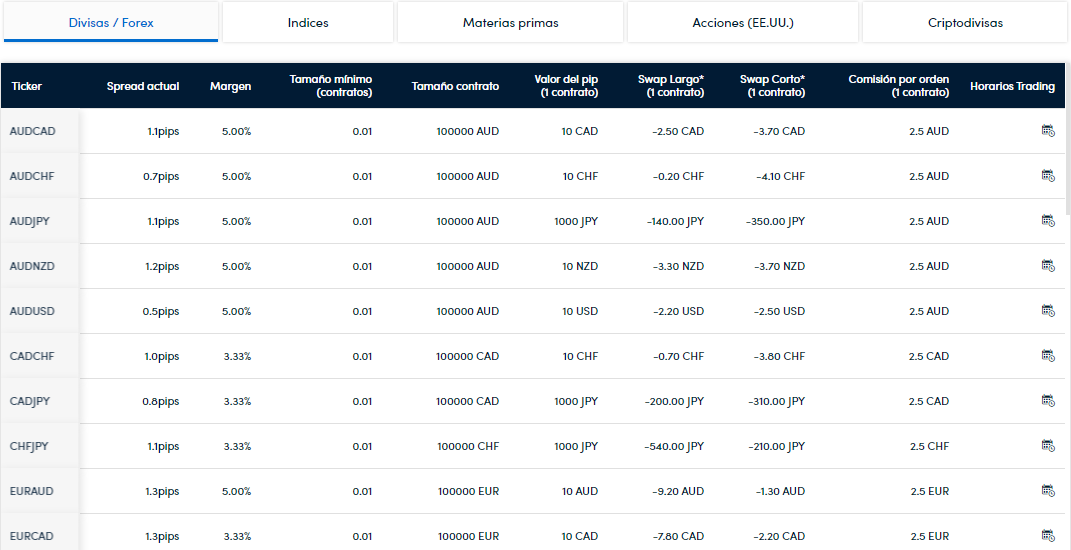 Divisas / Forex Indices Materias primas Acciones (EE.UU.) Criptodivisas
Ticker Spread actual Margen Tamaño mínimo (contratos) Tamaño contrato Valor del pip (1 contrato) Swap Largo* (1 contrato) Swap Corto* (1 contrato) Comisión por orden (1 contrato) Horarios Trading
AUDCAD 1.1pips 5.00% 0.01 100000 AUD 10 CAD -2.50 CAD -3.70 CAD 2.5 AUD
AUDCHF 0.7pips 5.00% 0.01 100000 AUD 10 CHF -0.20 CHF -4.10 CHF 2.5 AUD
AUDJPY 1.1pips 5.00% 0.01 100000 AUD 1000 JPY -140.00 JPY -350.00 JPY 2.5 AUD
AUDNZD 1.2pips 5.00% 0.01 100000 AUD 10 NZD -3.30 NZD -3.70 NZD 2.5 AUD
AUDUSD 0.5pips 5.00% 0.01 100000 AUD 10 USD -2.20 USD -2.50 USD 2.5 AUD
CADCHF 1.0pips 3.33% 0.01 100000 CAD 10 CHF -0.70 CHF -3.80 CHF 2.5 CAD
CADJPY 0.8pips 3.33% 0.01 100000 CAD 1000 JPY -200.00 JPY -310.00 JPY 2.5 CAD
CHFJPY 1.1pips 3.33% 0.01 100000 CHF 1000 JPY -540.00 JPY -210.00 JPY 2.5 CHF
EURAUD 1.3pips 5.00% 0.01 100000 EUR 10 AUD -9.20 AUD -1.30 AUD 2.5 EUR
EURCAD 1.3pips 3.33% 0.01 100000 EUR 10 CAD -7.80 CAD -2.20 CAD 2.5 EUR